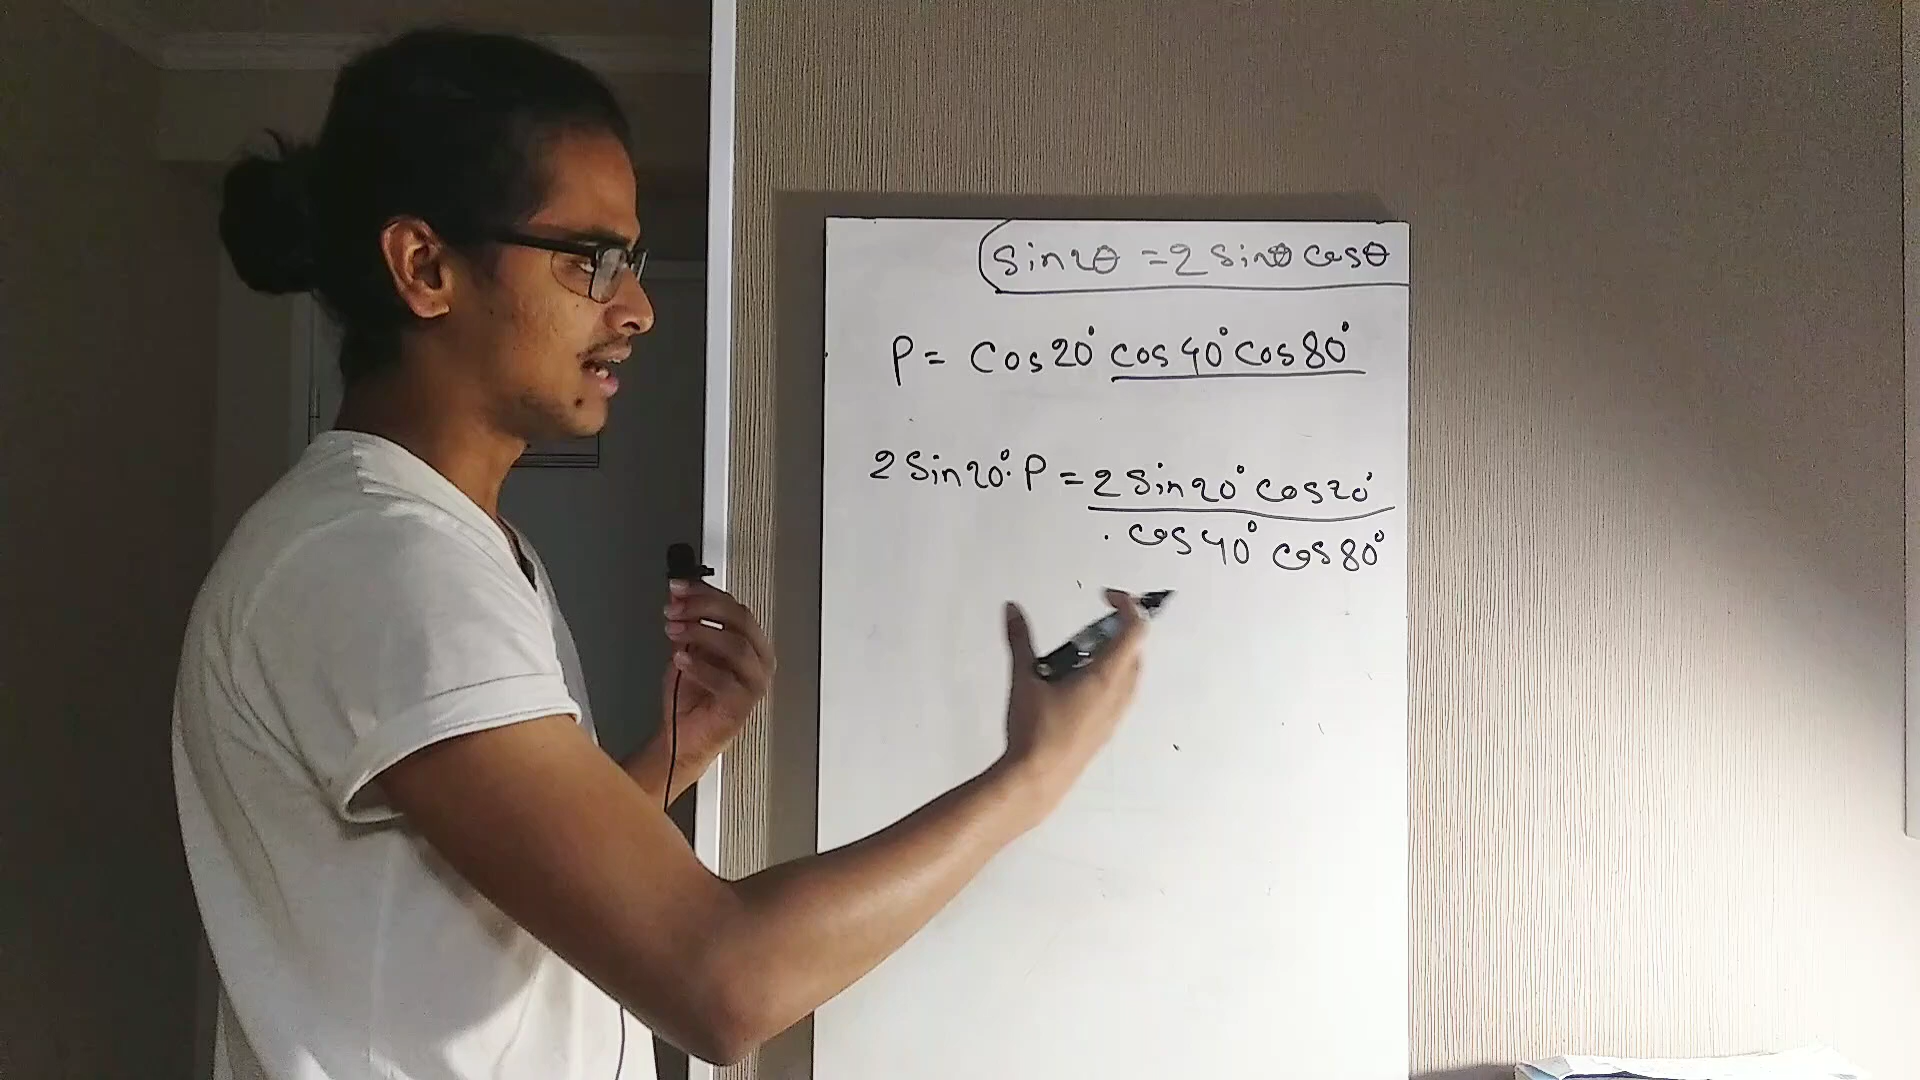 Sin2θ = 2 Sinθ Cosθ
P = Cos20° Cos40° Cos80°
2 Sin20°· P = 2 Sin20° Cos20°
· Cos40° Cos80°